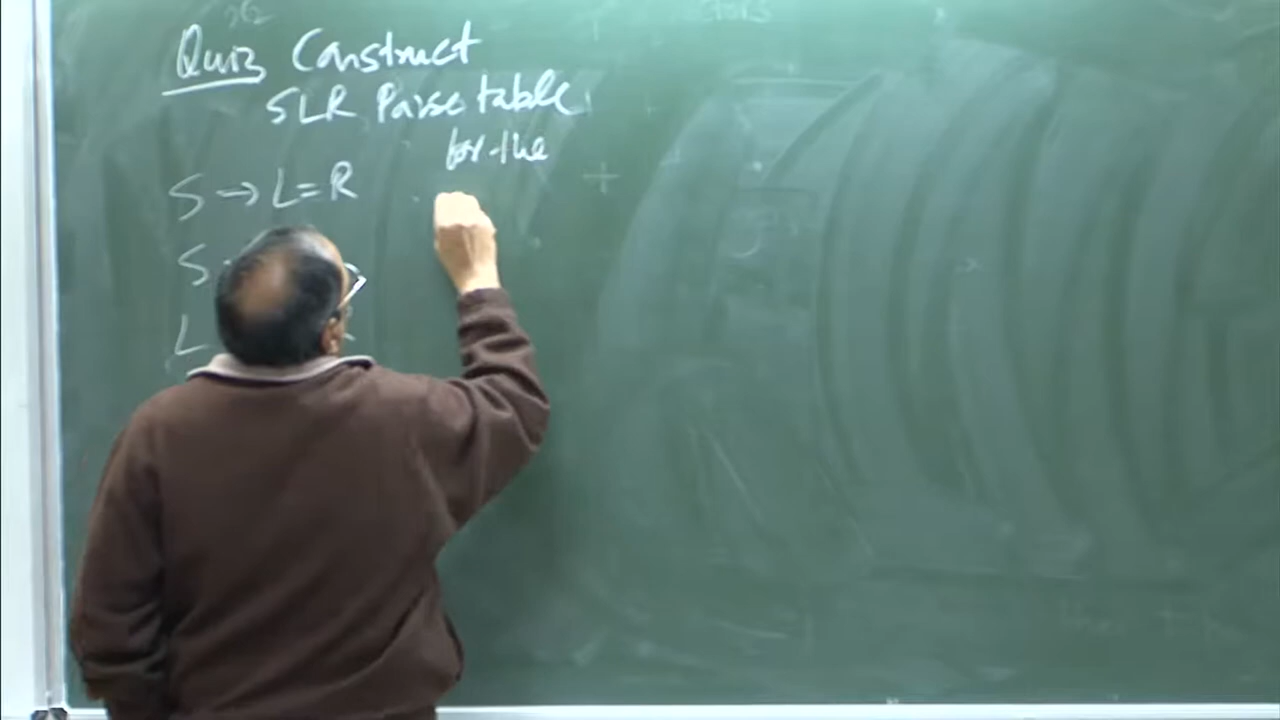 Quiz Construct
SLR Parse table
for the
S → L = R
S
L